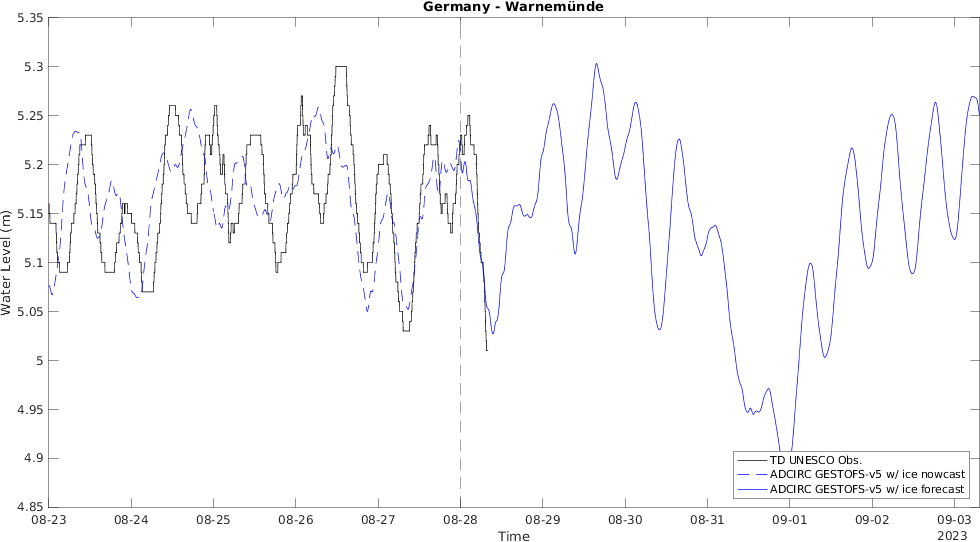 Germany - Warnemünde
5.35
5.3
5.25
5.2
5.15
5.1
5.05
5
4.95
4.9
4.85
Water Level (m)
TD UNESCO Obs.
ADCIRC GESTOFS-v5 w/ ice nowcast
ADCIRC GESTOFS-v5 w/ ice forecast
08-23 08-24 08-25 08-26 08-27 08-28 08-29 08-30 08-31 09-01 09-02 09-03
Time
2023